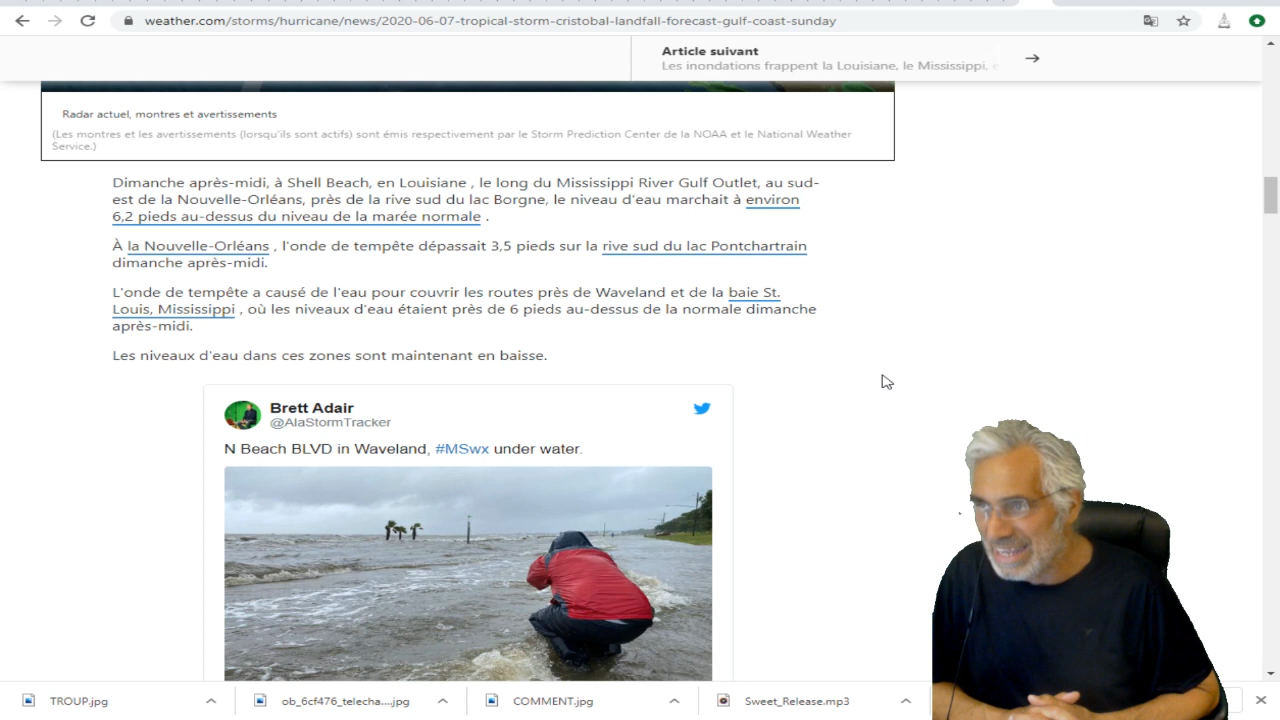 weather.com/storms/hurricane/news/2020-06-07-tropical-storm-cristobal-landfall-forecast-gulf-coast-sunday
Article suivant
Les inondations frappent la Louisiane, le Mississippi, e
Radar actuel, montres et avertissements
(Les montres et les avertissements (lorsqu'ils sont actifs) sont émis respectivement par le Storm Prediction Center de la NOAA et le National Weather
Service.)
Dimanche après-midi, à Shell Beach, en Louisiane , le long du Mississippi River Gulf Outlet, au sud-
est de la Nouvelle-Orléans, près de la rive sud du lac Borgne, le niveau d'eau marchait à environ
6,2 pieds au-dessus du niveau de la marée normale .
À la Nouvelle-Orléans , l'onde de tempête dépassait 3,5 pieds sur la rive sud du lac Pontchartrain
dimanche après-midi.
L'onde de tempête a causé de l'eau pour couvrir les routes près de Waveland et de la baie St.
Louis, Mississippi , où les niveaux d'eau étaient près de 6 pieds au-dessus de la normale dimanche
après-midi.
Les niveaux d'eau dans ces zones sont maintenant en baisse.
Brett Adair
@AlaStormTracker
N Beach BLVD in Waveland, #MSwx under water.
TROUP.jpg
ob_6cf476_telecha....jpg
COMMENT.jpg
Sweet_Release.mp3